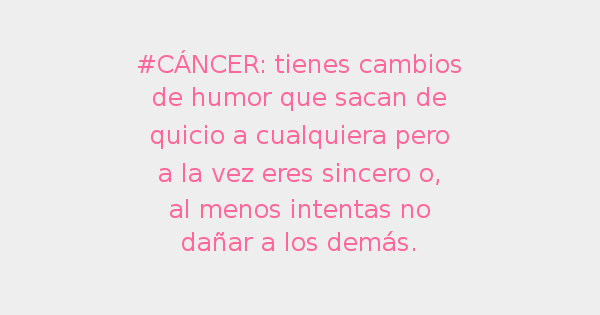 #CÁNCER: tienes cambios
de humor que sacan de
quicio a cualquiera pero
a la vez eres sincero o,
al menos intentas no
dañar a los demás.